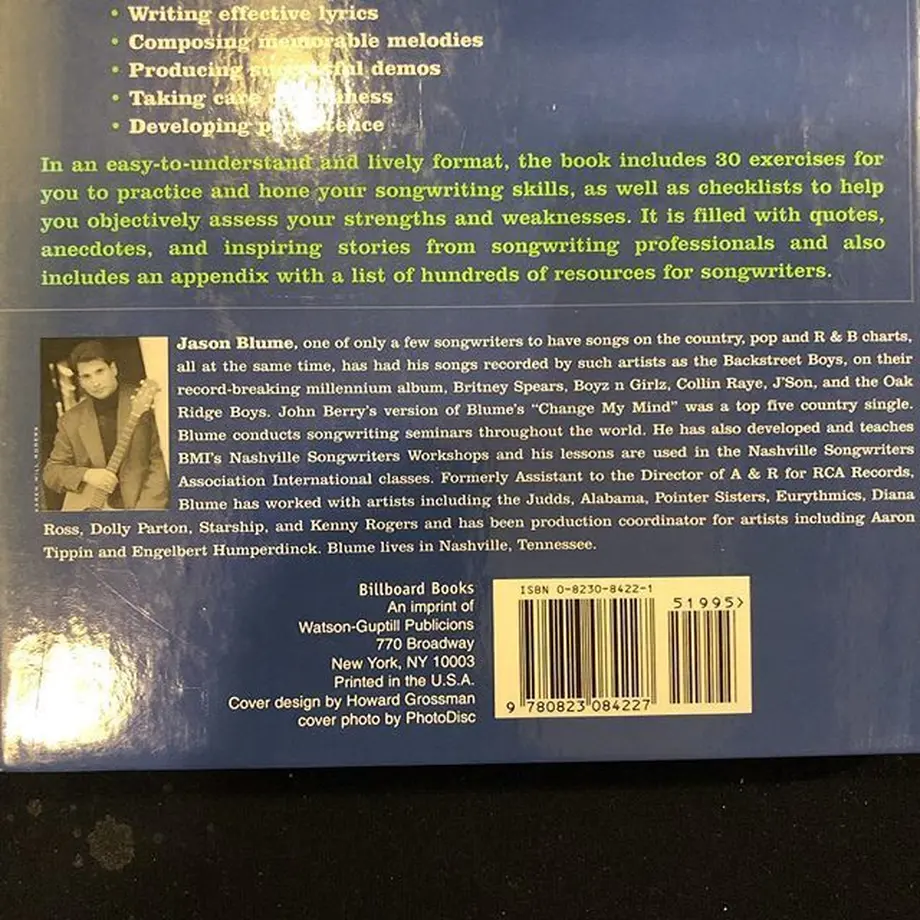 • Writing effective lyrics
• Composing memorable melodies
• Producing successful demos
• Taking care of business
• Developing persistence
In an easy-to-understand and lively format, the book includes 30 exercises for
you to practice and hone your songwriting skills, as well as checklists to help
you objectively assess your strengths and weaknesses. It is filled with quotes,
anecdotes, and inspiring stories from songwriting professionals and also
includes an appendix with a list of hundreds of resources for songwriters.
Jason Blume, one of only a few songwriters to have songs on the country, pop and R & B charts,
all at the same time, has had his songs recorded by such artists as the Backstreet Boys, on their
record-breaking millennium album, Britney Spears, Boyz n Girlz, Collin Raye, J'Son, and the Oak
Ridge Boys. John Berry's version of Blume's "Change My Mind" was a top five country single.
Blume conducts songwriting seminars throughout the world. He has also developed and teaches
BMI's Nashville Songwriters Workshops and his lessons are used in the Nashville Songwriters
Association International classes. Formerly Assistant to the Director of A & R for RCA Records,
Blume has worked with artists including the Judds, Alabama, Pointer Sisters, Eurythmics, Diana
Ross, Dolly Parton, Starship, and Kenny Rogers and has been production coordinator for artists including Aaron
Tippin and Engelbert Humperdinck. Blume lives in Nashville, Tennessee.
Billboard Books
An imprint of
Watson-Guptill Publicions
770 Broadway
New York, NY 10003
Printed in the U.S.A.
Cover design by Howard Grossman
cover photo by PhotoDisc
ISBN 0-8230-8422-1
51995>
9 780823 084227